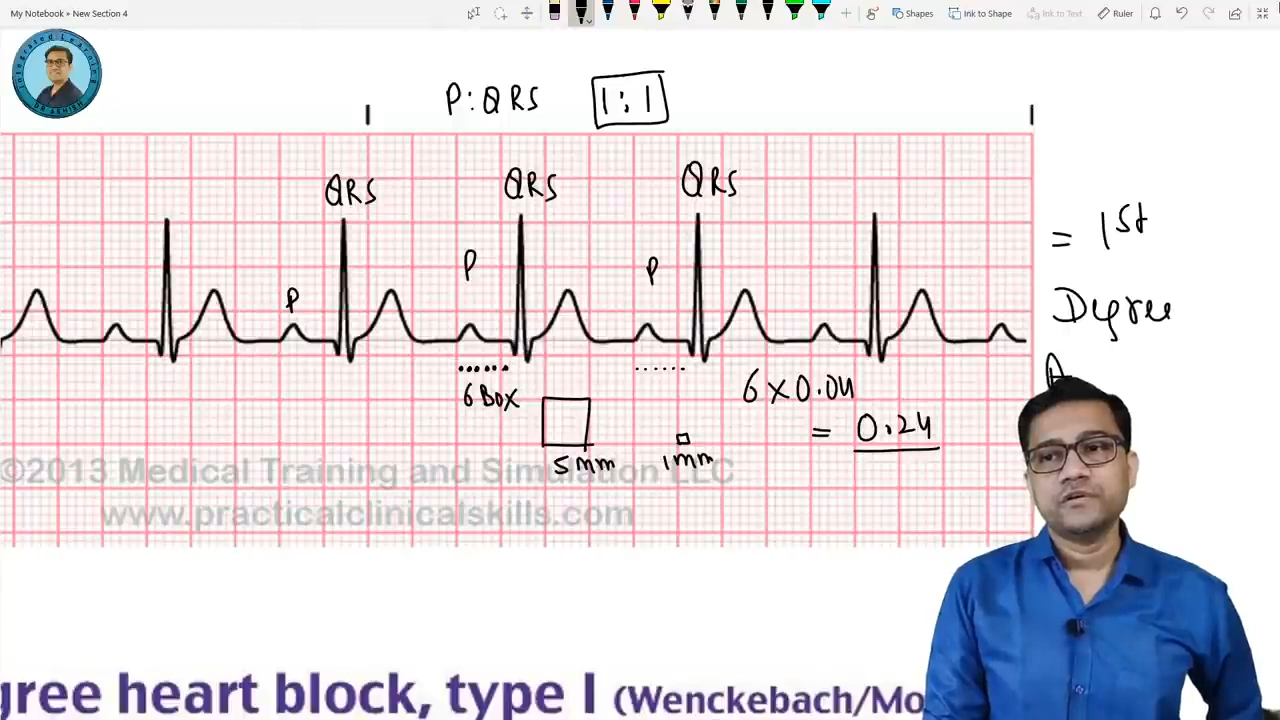 My Notebook » New Section 4
Shapes
Ink to Shape
Ink to Text
Ruler
Integrated Learning
P:QRS 1:1
QRS QRS QRS
P P P
= 1st
Degree
A
6 Box
5mm
1mm
6 x 0.04
= 0.24
©2013 Medical Training and Simulation LLC
www.practicalclinicalskills.com
gree heart block, type I (Wenckebach/Mo